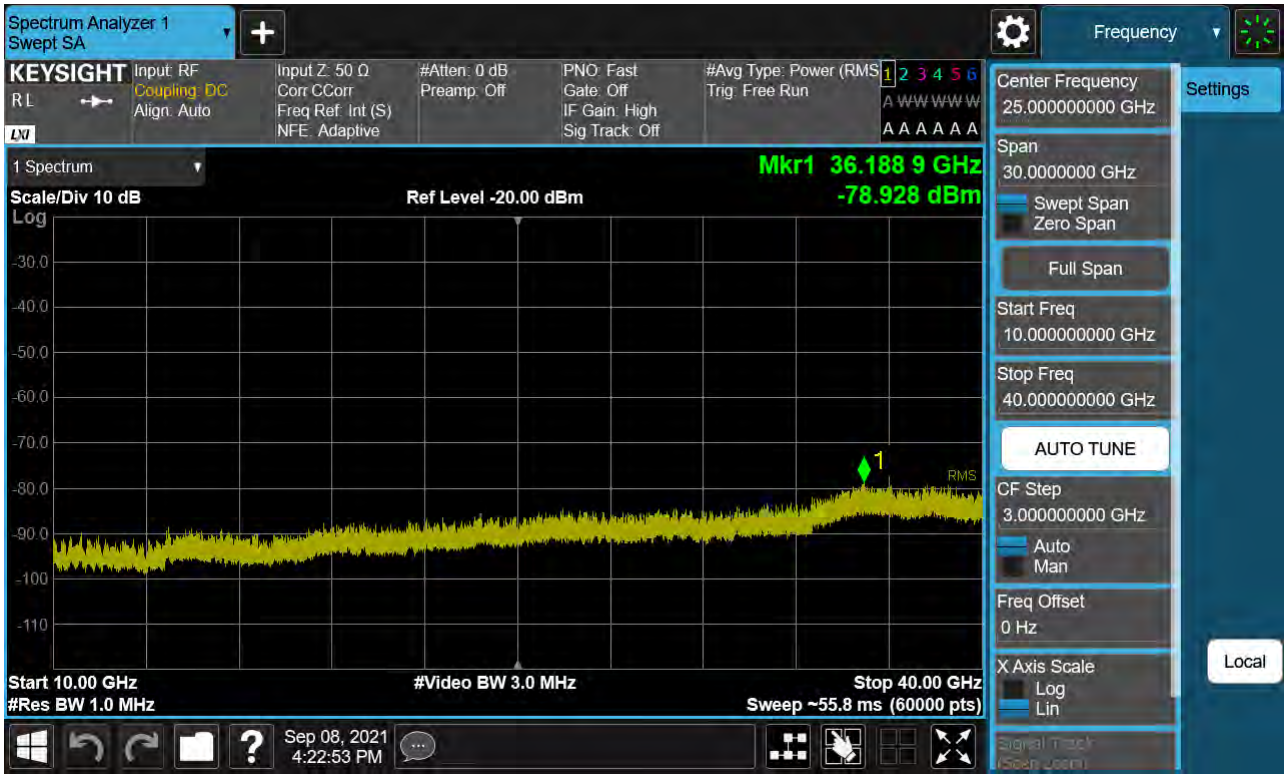 Spectrum Analyzer 1
Swept SA
+
Frequency
KEYSIGHT
RL
LXI
Input: RF
Coupling: DC
Align: Auto
Input Z: 50 Ω
Corr CCorr
Freq Ref: Int (S)
NFE: Adaptive
#Atten: 0 dB
Preamp: Off
PNO: Fast
Gate: Off
IF Gain: High
Sig Track: Off
#Avg Type: Power (RMS
Trig: Free Run
1 2 3 4 5 6
A W W W W W
A A A A A A
1 Spectrum
Scale/Div 10 dB
Log
Ref Level -20.00 dBm
Mkr1 36.188 9 GHz
-78.928 dBm
-30.0
-40.0
-50.0
-60.0
-70.0
-80.0
-90.0
-100
-110
1
RMS
Start 10.00 GHz
#Res BW 1.0 MHz
#Video BW 3.0 MHz
Stop 40.00 GHz
Sweep ~55.8 ms (60000 pts)
Center Frequency
25.000000000 GHz
Settings
Span
30.0000000 GHz
Swept Span
Zero Span
Full Span
Start Freq
10.000000000 GHz
Stop Freq
40.000000000 GHz
AUTO TUNE
CF Step
3.000000000 GHz
Auto
Man
Freq Offset
0 Hz
X Axis Scale
Log
Lin
Local
Signal Track
(Span Zoom)
?
Sep 08, 2021
4:22:53 PM